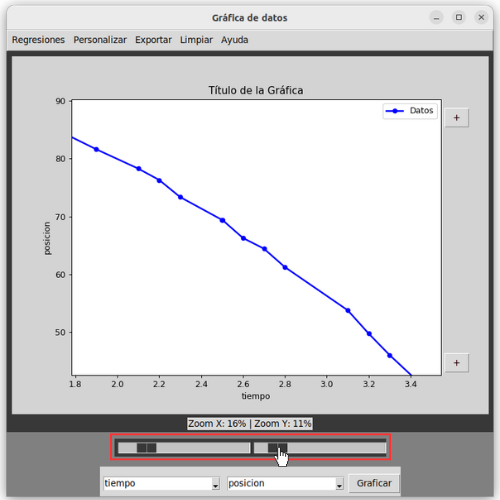 Gráfica de datos
Regresiones Personalizar Exportar Limpiar Ayuda
Título de la Gráfica
Datos
+
90
80
70
60
50
posicion
+
1.8 2.0 2.2 2.4 2.6 2.8 3.0 3.2 3.4
tiempo
Zoom X: 16% | Zoom Y: 11%
tiempo posicion Graficar